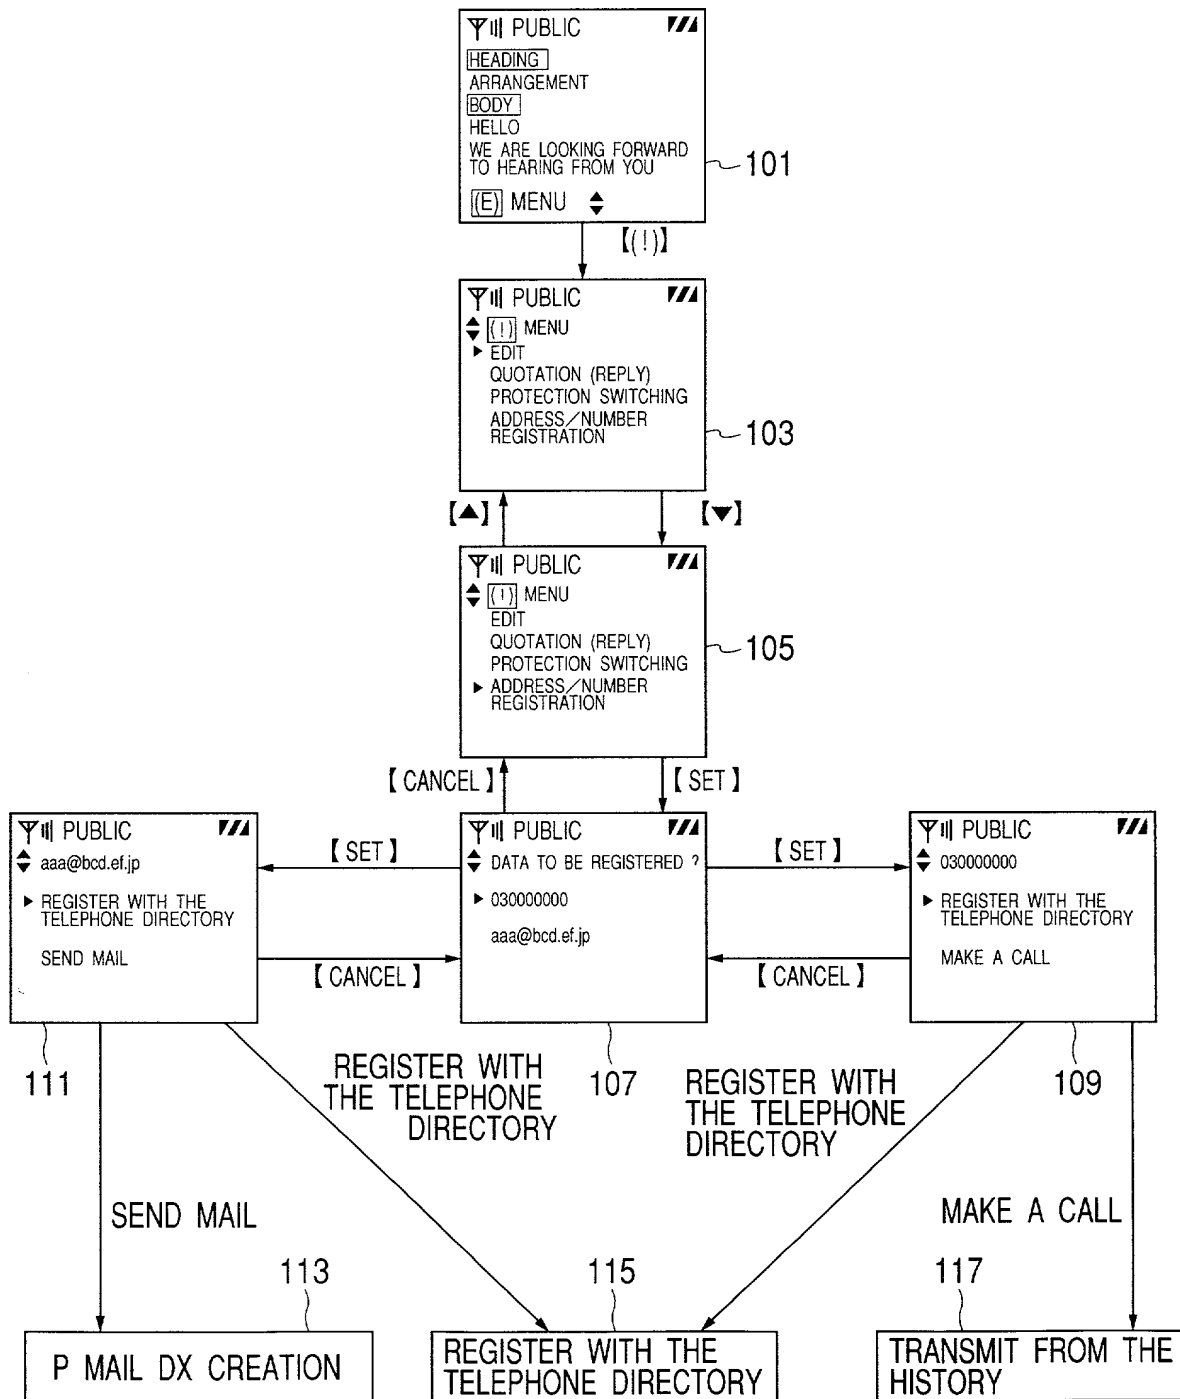 PUBLIC
HEADING
ARRANGEMENT
BODY
HELLO
WE ARE LOOKING FORWARD
TO HEARING FROM YOU
(E) MENU
101
【(!)】
PUBLIC
(!) MENU
EDIT
QUOTATION (REPLY)
PROTECTION SWITCHING
ADDRESS/NUMBER
REGISTRATION
103
【▲】
【▼】
PUBLIC
(!) MENU
EDIT
QUOTATION (REPLY)
PROTECTION SWITCHING
ADDRESS/NUMBER
REGISTRATION
105
【CANCEL】
【SET】
PUBLIC
aaa@bcd.ef.jp
REGISTER WITH THE
TELEPHONE DIRECTORY
SEND MAIL
111
【SET】
【CANCEL】
PUBLIC
DATA TO BE REGISTERED ?
030000000
aaa@bcd.ef.jp
107
【SET】
【CANCEL】
PUBLIC
030000000
REGISTER WITH THE
TELEPHONE DIRECTORY
MAKE A CALL
109
REGISTER WITH
THE TELEPHONE
DIRECTORY
REGISTER WITH
THE TELEPHONE
DIRECTORY
SEND MAIL
MAKE A CALL
113
P MAIL DX CREATION
115
REGISTER WITH THE
TELEPHONE DIRECTORY
117
TRANSMIT FROM THE
HISTORY